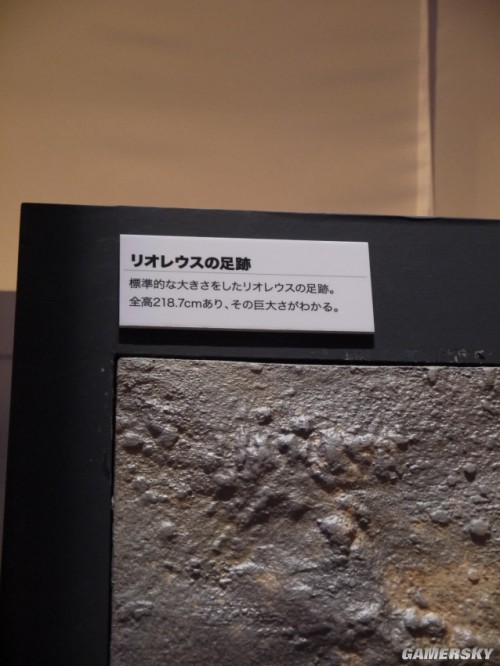 リオレウスの足跡
標準的な大きさをしたリオレウスの足跡。
全高218.7cmあり、その巨大さがわかる。
GAMERSKY